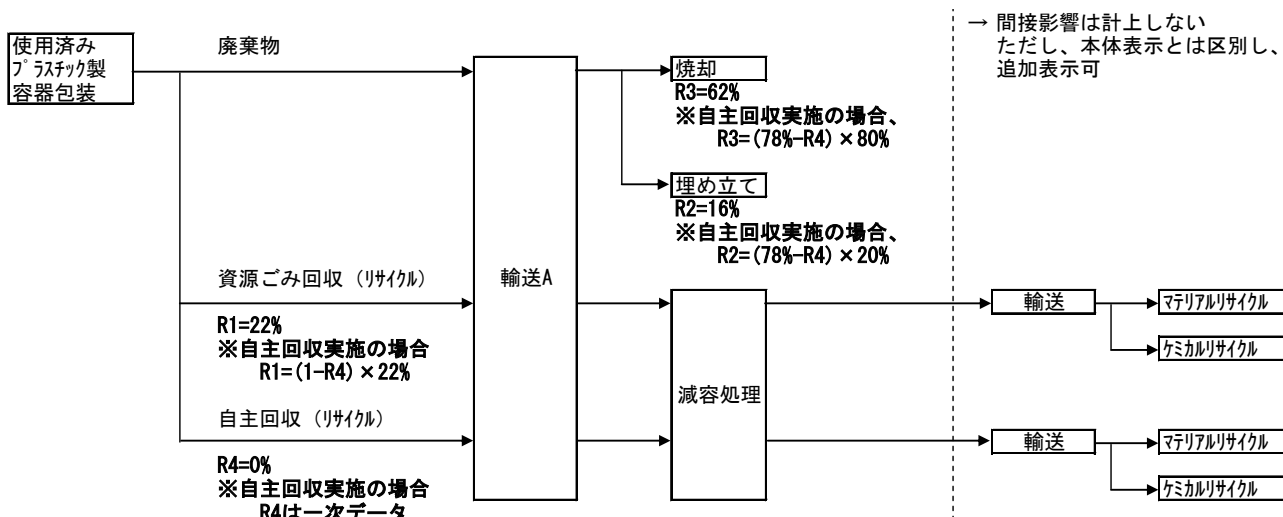 使用済み
ﾌﾟﾗｽﾁｯｸ製
容器包装
廃棄物
焼却
R3=62%
※自主回収実施の場合、
R3=(78%-R4)×80%
埋め立て
R2=16%
※自主回収実施の場合、
R2=(78%-R4)×20%
→ 間接影響は計上しない
ただし、本体表示とは区別し、
追加表示可
資源ごみ回収（ﾘｻｲｸﾙ）
R1=22%
※自主回収実施の場合
R1=(1-R4)×22%
輸送A
減容処理
輸送
ﾏﾃﾘｱﾙﾘｻｲｸﾙ
ｹﾐｶﾙﾘｻｲｸﾙ
自主回収（ﾘｻｲｸﾙ）
R4=0%
※自主回収実施の場合
R4は一次データ
輸送
ﾏﾃﾘｱﾙﾘｻｲｸﾙ
ｹﾐｶﾙﾘｻｲｸﾙ